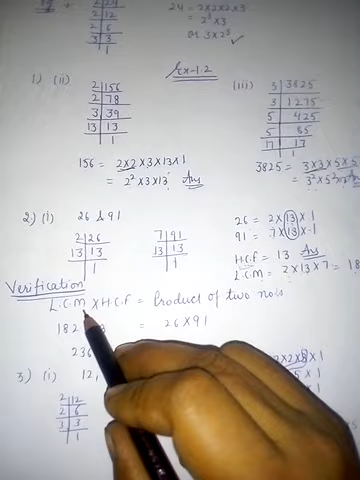 2 24
2 12
2 6
3 3
1
24 = 2×2×2×3
= 2³×3
or 3×2³ ✓
Ex-1.2
1) (ii)
2 156
2 78
3 39
13 13
1
156 = 2×2×3×13×1
= 2²×3×13 Ans
(iii)
3 3825
3 1275
5 425
5 85
17 17
1
3825 = 3×3×5×5
= 3²×5²
2) (i) 26 & 91
2 26
13 13
1
7 91
13 13
1
26 = 2×13×1
91 = 7×13×1
H.C.F = 13 Ans
L.C.M = 2×13×7 = 18
Verification
L.C.M × H.C.F = Product of two no's
182 3 = 26×91
236
3) (i) 12,
2 12
2 6
3 3
1